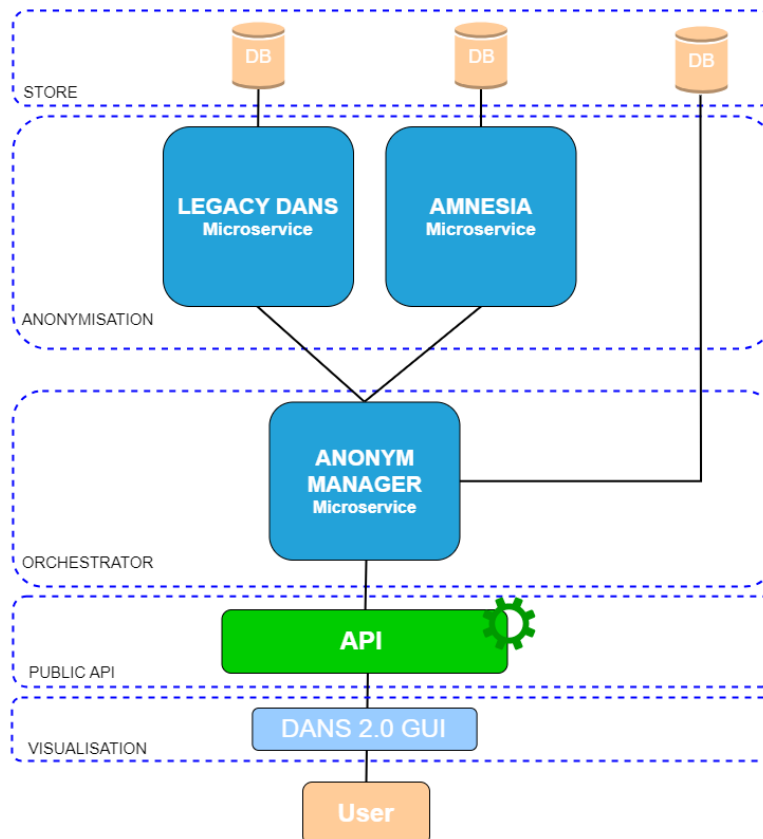 DB
DB
DB
STORE
LEGACY DANS
Microservice
AMNESIA
Microservice
ANONYMISATION
ANONYM
MANAGER
Microservice
ORCHESTRATOR
API
PUBLIC API
DANS 2.0 GUI
VISUALISATION
User